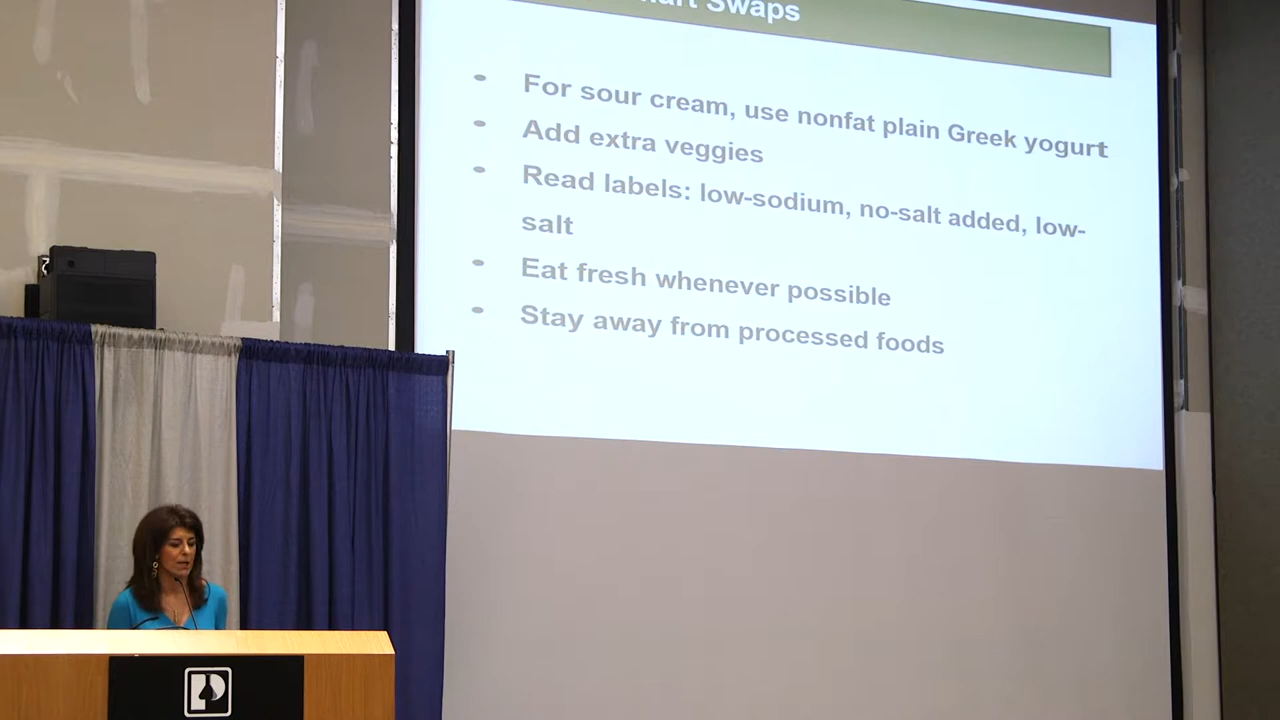 Swaps
• For sour cream, use nonfat plain Greek yogurt
• Add extra veggies
• Read labels: low-sodium, no-salt added, low-
salt
• Eat fresh whenever possible
• Stay away from processed foods
P